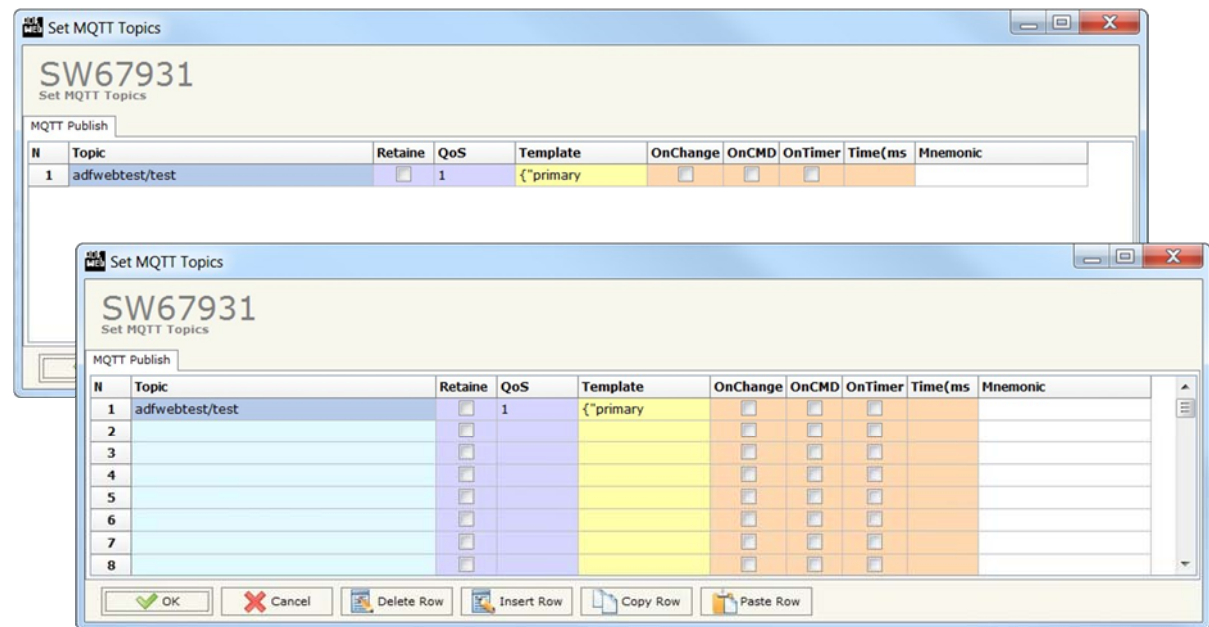 Set MQTT Topics
SW67931
Set MQTT Topics
MQTT Publish
N Topic Retaine QoS Template OnChange OnCMD OnTimer Time(ms Mnemonic
1 adfwebtest/test 1 {"primary
Set MQTT Topics
SW67931
Set MQTT Topics
MQTT Publish
N Topic Retaine QoS Template OnChange OnCMD OnTimer Time(ms Mnemonic
1 adfwebtest/test 1 {"primary
2
3
4
5
6
7
8
OK Cancel Delete Row Insert Row Copy Row Paste Row